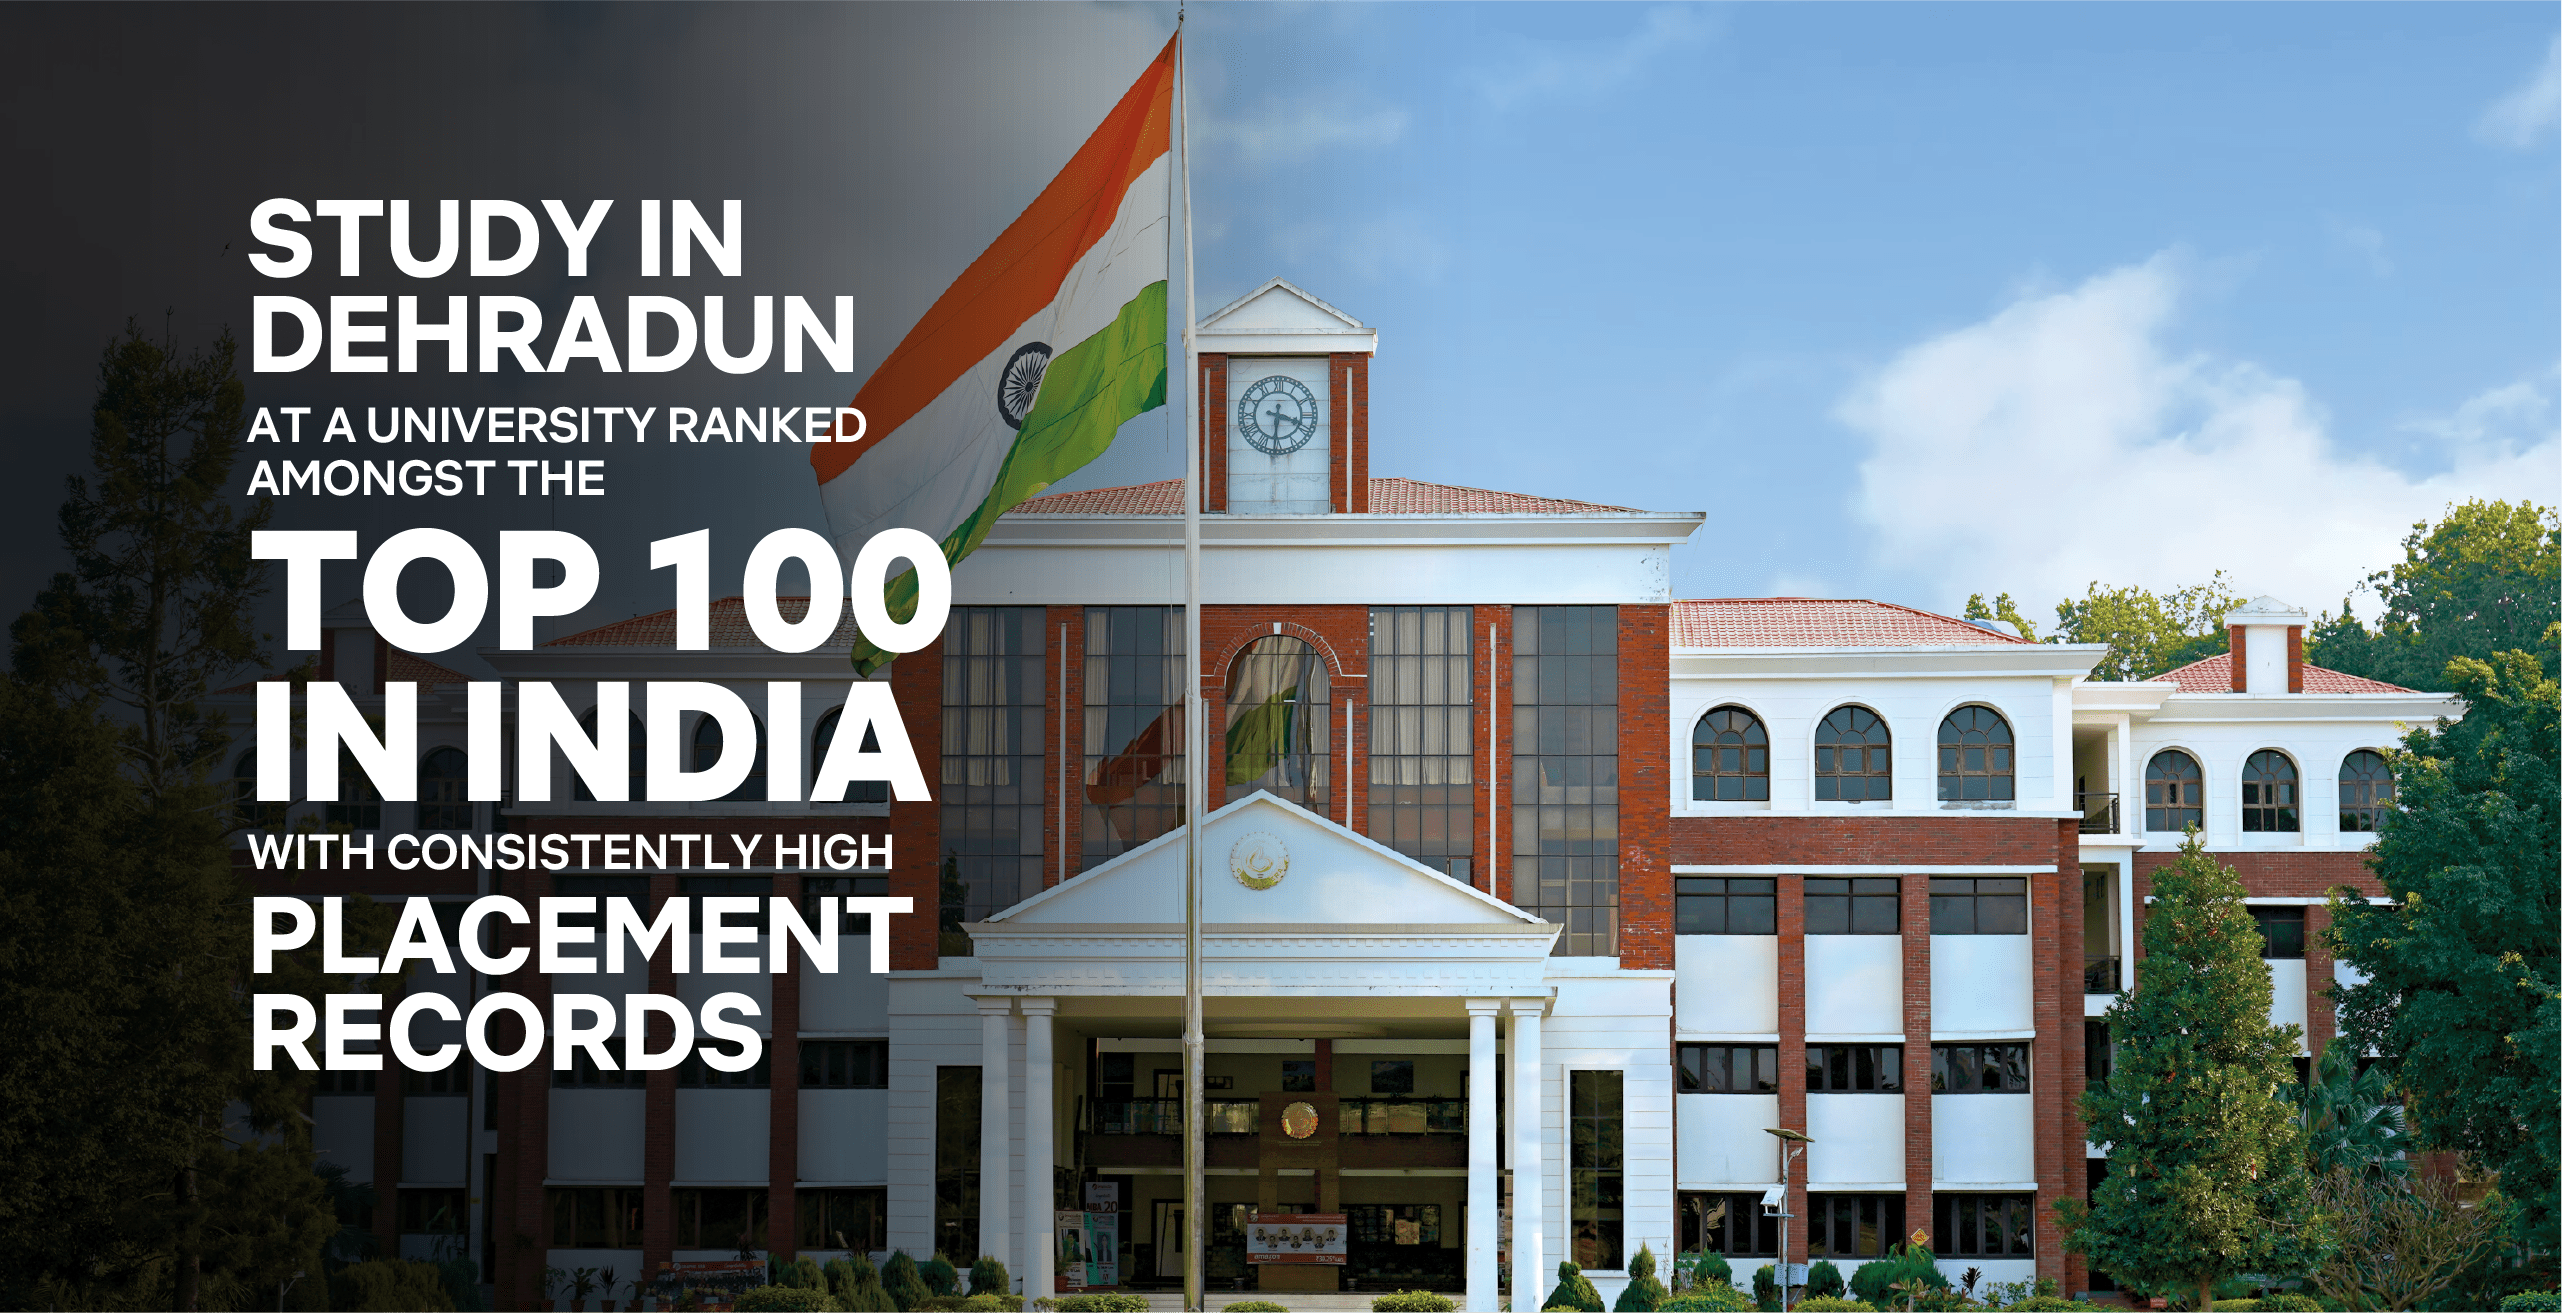 STUDY IN
DEHRADUN
AT A UNIVERSITY RANKED
AMONGST THE
TOP 100
IN INDIA
WITH CONSISTENTLY HIGH
PLACEMENT
RECORDS